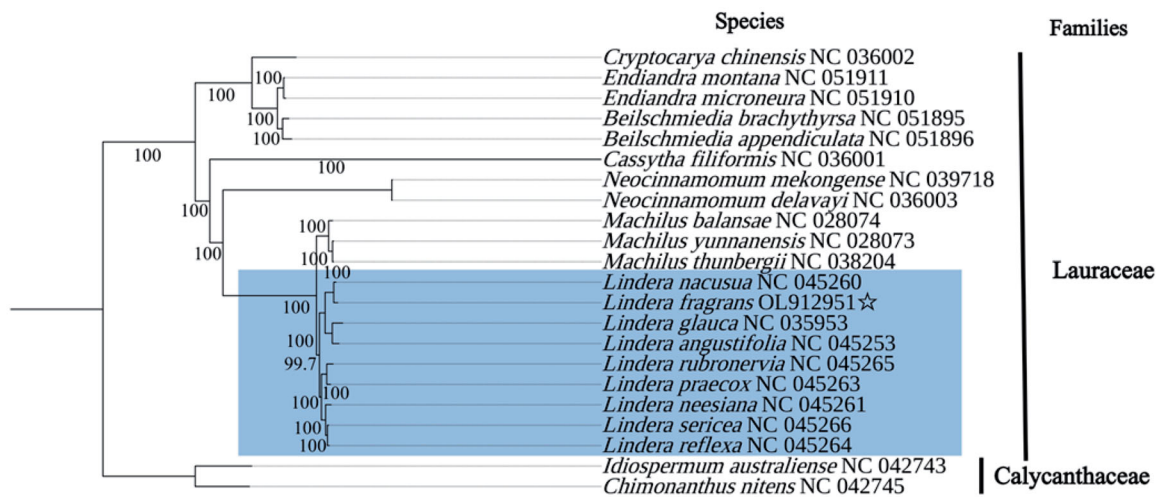 Species
Families
Cryptocarya chinensis NC 036002
100
Endiandra montana NC 051911
100
Endiandra microneura NC 051910
100
Beilschmiedia brachythyrsa NC 051895
100
Beilschmiedia appendiculata NC 051896
100
Cassytha filiformis NC 036001
100
Neocinnamomum mekongense NC 039718
100
Neocinnamomum delavayi NC 036003
Machilus balansae NC 028074
100
Machilus yunnanensis NC 028073
100
100
Machilus thunbergii NC 038204
100
Lauraceae
Lindera nacusua NC 045260
Lindera fragrans OL912951☆
100
Lindera glauca NC 035953
100
Lindera angustifolia NC 045253
99.7
Lindera rubronervia NC 045265
Lindera praecox NC 045263
100
100
Lindera neesiana NC 045261
Lindera sericea NC 045266
100
Lindera reflexa NC 045264
100
Idiospermum australiense NC 042743
Calycanthaceae
Chimonanthus nitens NC 042745